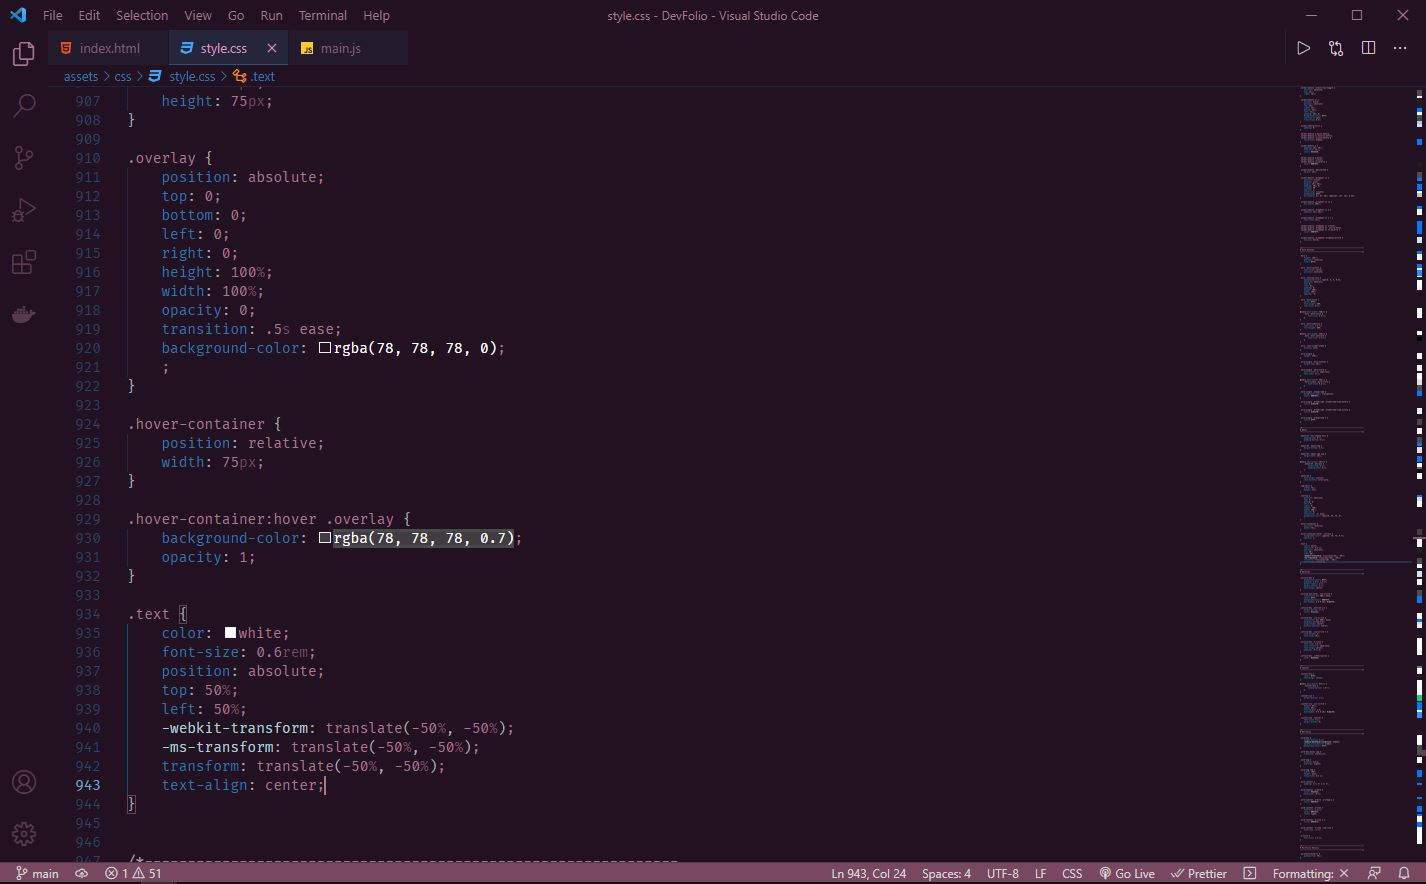 File Edit Selection View Go Run Terminal Help
style.css - DevFolio - Visual Studio Code
index.html
style.css
main.js
assets > css > style.css > .text
907 height: 75px;
908 }
909
910 .overlay {
911 position: absolute;
912 top: 0;
913 bottom: 0;
914 left: 0;
915 right: 0;
916 height: 100%;
917 width: 100%;
918 opacity: 0;
919 transition: .5s ease;
920 background-color: rgba(78, 78, 78, 0);
921 ;
922 }
923
924 .hover-container {
925 position: relative;
926 width: 75px;
927 }
928
929 .hover-container:hover .overlay {
930 background-color: rgba(78, 78, 78, 0.7);
931 opacity: 1;
932 }
933
934 .text {
935 color: white;
936 font-size: 0.6rem;
937 position: absolute;
938 top: 50%;
939 left: 50%;
940 -webkit-transform: translate(-50%, -50%);
941 -ms-transform: translate(-50%, -50%);
942 transform: translate(-50%, -50%);
943 text-align: center;
944 }
945
946
947 /*--------------------------------------------------------------
main 1 51 Ln 943, Col 24 Spaces: 4 UTF-8 LF CSS Go Live Prettier Formatting: ×